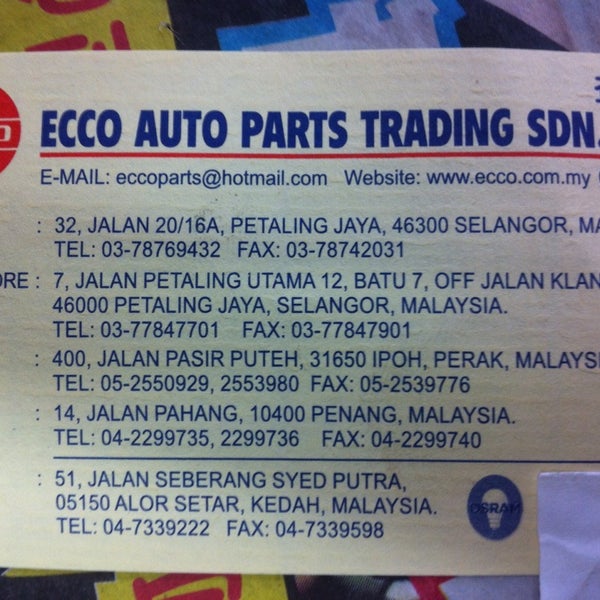 ECCO AUTO PARTS TRADING SDN.
E-MAIL: eccoparts@hotmail.com Website: www.ecco.com.my
: 32, JALAN 20/16A, PETALING JAYA, 46300 SELANGOR,
TEL: 03-78769432 FAX: 03-78742031
: 7, JALAN PETALING UTAMA 12, BATU 7, OFF JALAN KLAN
46000 PETALING JAYA, SELANGOR, MALAYSIA.
TEL: 03-77847701 FAX: 03-77847901
: 400, JALAN PASIR PUTEH, 31650 IPOH, PERAK, MALAYSI
TEL: 05-2550929, 2553980 FAX: 05-2539776
: 14, JALAN PAHANG, 10400 PENANG, MALAYSIA.
TEL: 04-2299735, 2299736 FAX: 04-2299740
: 51, JALAN SEBERANG SYED PUTRA,
05150 ALOR SETAR, KEDAH, MALAYSIA.
TEL: 04-7339222 FAX: 04-7339598
OSRAM